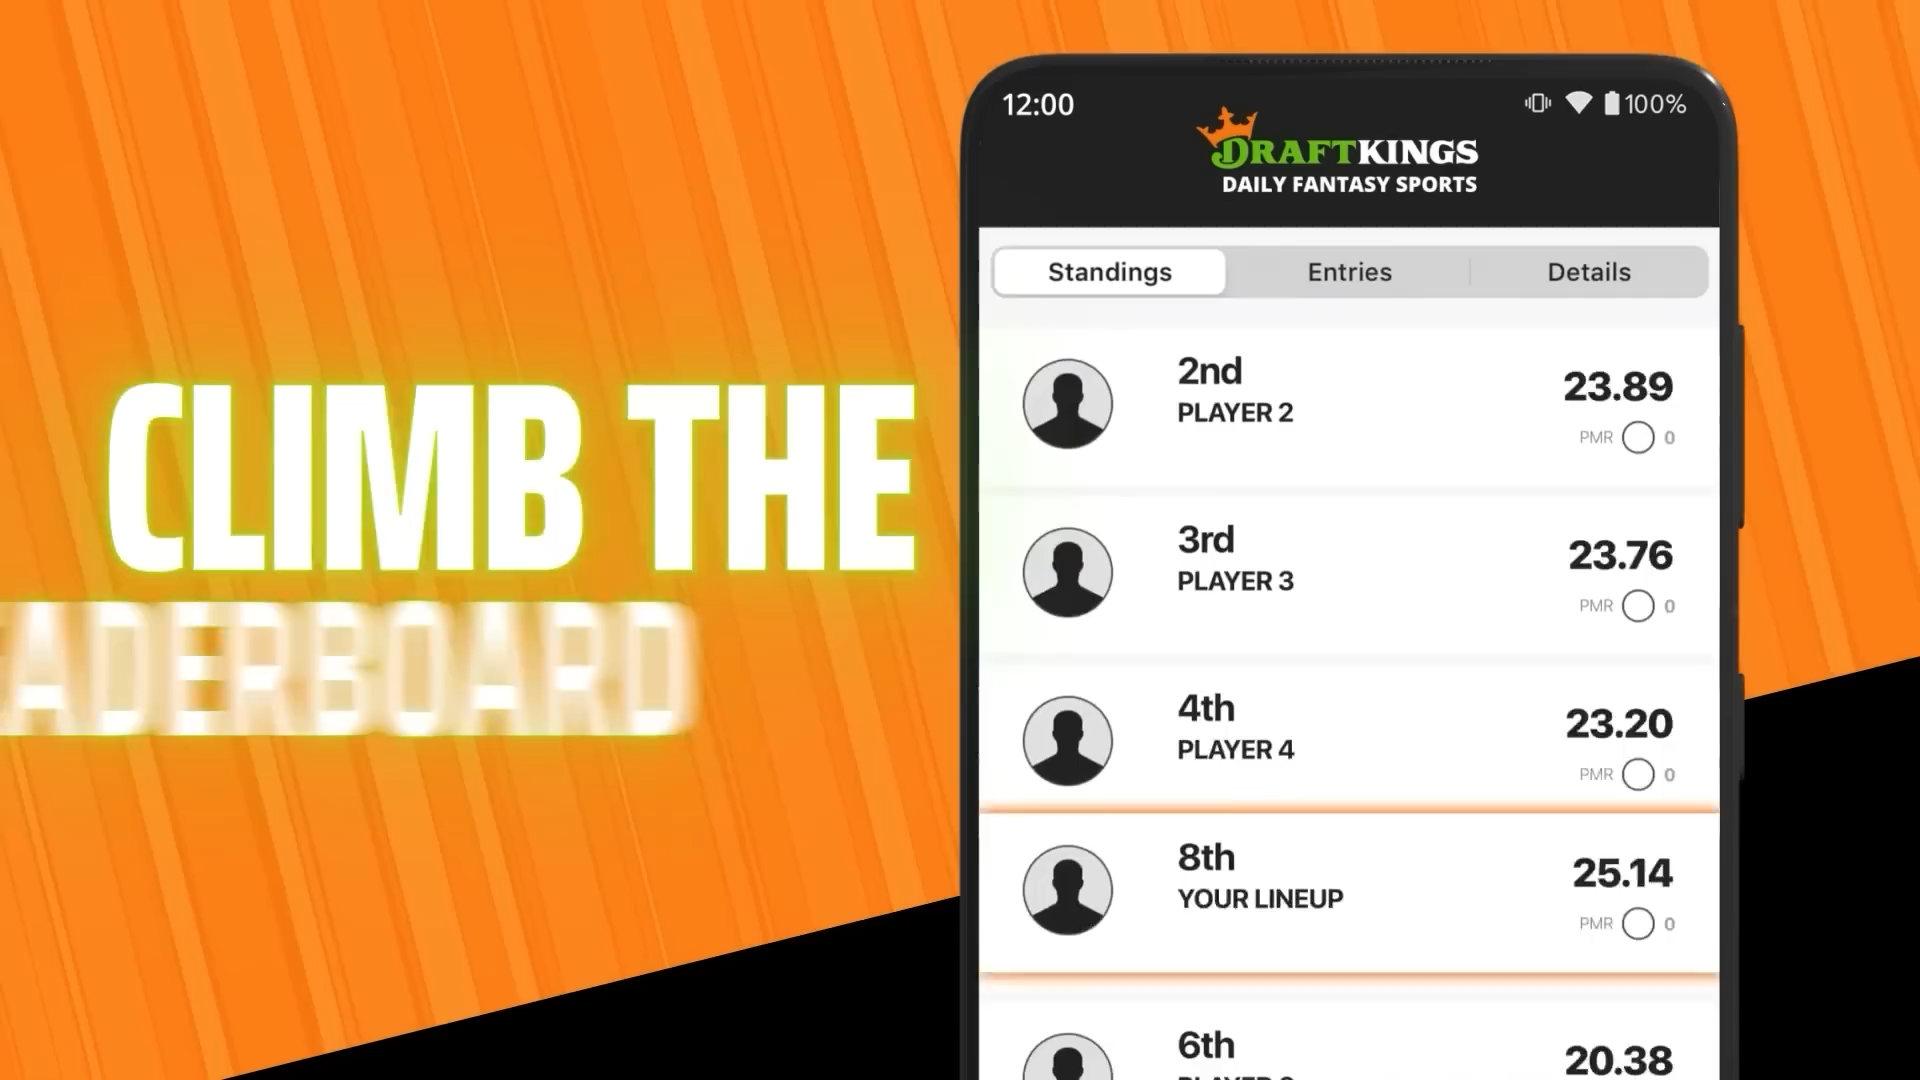 CLIMB THE
ADERBOARD
12:00
100%
DRAFTKINGS
DAILY FANTASY SPORTS
Standings
Entries
Details
2nd
PLAYER 2
23.89
PMR 0
3rd
PLAYER 3
23.76
PMR 0
4th
PLAYER 4
23.20
PMR 0
8th
YOUR LINEUP
25.14
PMR 0
6th
20.38